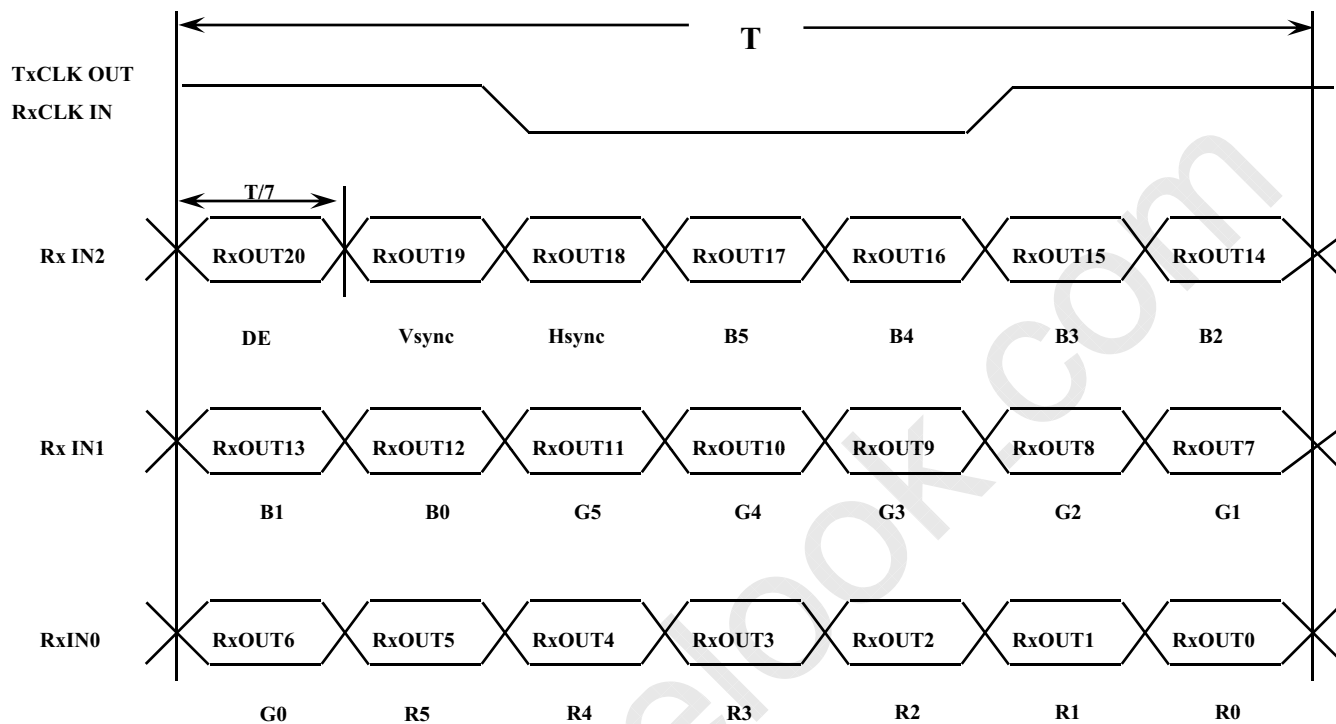 T
TxCLK OUT
RxCLK IN
T/7
Rx IN2 RxOUT20 RxOUT19 RxOUT18 RxOUT17 RxOUT16 RxOUT15 RxOUT14
DE Vsync Hsync B5 B4 B3 B2
Rx IN1 RxOUT13 RxOUT12 RxOUT11 RxOUT10 RxOUT9 RxOUT8 RxOUT7
B1 B0 G5 G4 G3 G2 G1
RxIN0 RxOUT6 RxOUT5 RxOUT4 RxOUT3 RxOUT2 RxOUT1 RxOUT0
G0 R5 R4 R3 R2 R1 R0